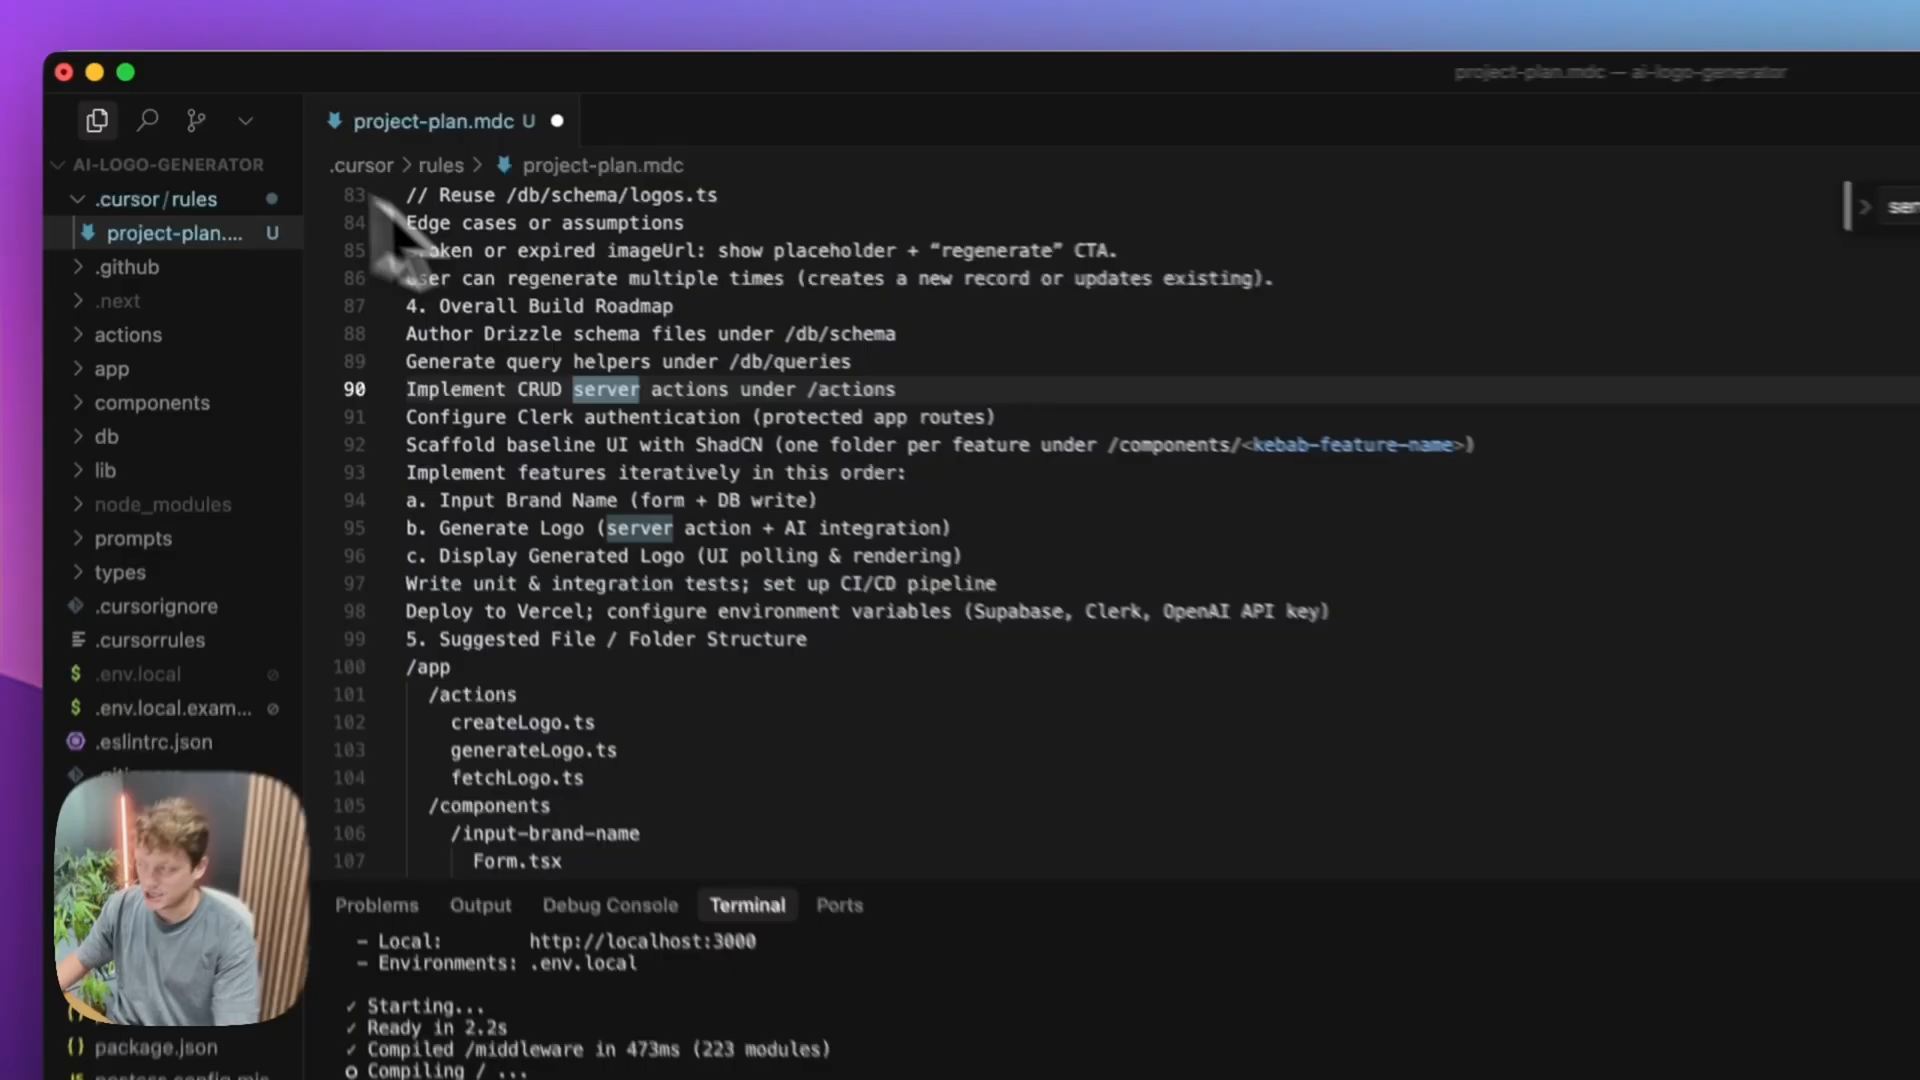 project-plan.mdc — ai-logo-generator
AI-LOGO-GENERATOR
.cursor/rules
project-plan.... U
.github
.next
actions
app
components
db
lib
node_modules
prompts
types
.cursorignore
.cursorrules
.env.local
.env.local.exam...
.eslintrc.json
package.json
project-plan.mdc U
.cursor > rules > project-plan.mdc
83 // Reuse /db/schema/logos.ts
84 Edge cases or assumptions
85 or expired imageUrl: show placeholder + “regenerate” CTA.
86 User can regenerate multiple times (creates a new record or updates existing).
87 4. Overall Build Roadmap
88 Author Drizzle schema files under /db/schema
89 Generate query helpers under /db/queries
90 Implement CRUD server actions under /actions
91 Configure Clerk authentication (protected app routes)
92 Scaffold baseline UI with ShadCN (one folder per feature under /components/<kebab-feature-name>)
93 Implement features iteratively in this order:
94 a. Input Brand Name (form + DB write)
95 b. Generate Logo (server action + AI integration)
96 c. Display Generated Logo (UI polling & rendering)
97 Write unit & integration tests; set up CI/CD pipeline
98 Deploy to Vercel; configure environment variables (Supabase, Clerk, OpenAI API key)
99 5. Suggested File / Folder Structure
100 /app
101 /actions
102 createLogo.ts
103 generateLogo.ts
104 fetchLogo.ts
105 /components
106 /input-brand-name
107 Form.tsx
Problems Output Debug Console Terminal Ports
- Local: http://localhost:3000
- Environments: .env.local
✓ Starting...
✓ Ready in 2.2s
✓ Compiled /middleware in 473ms (223 modules)
○ Compiling / ...